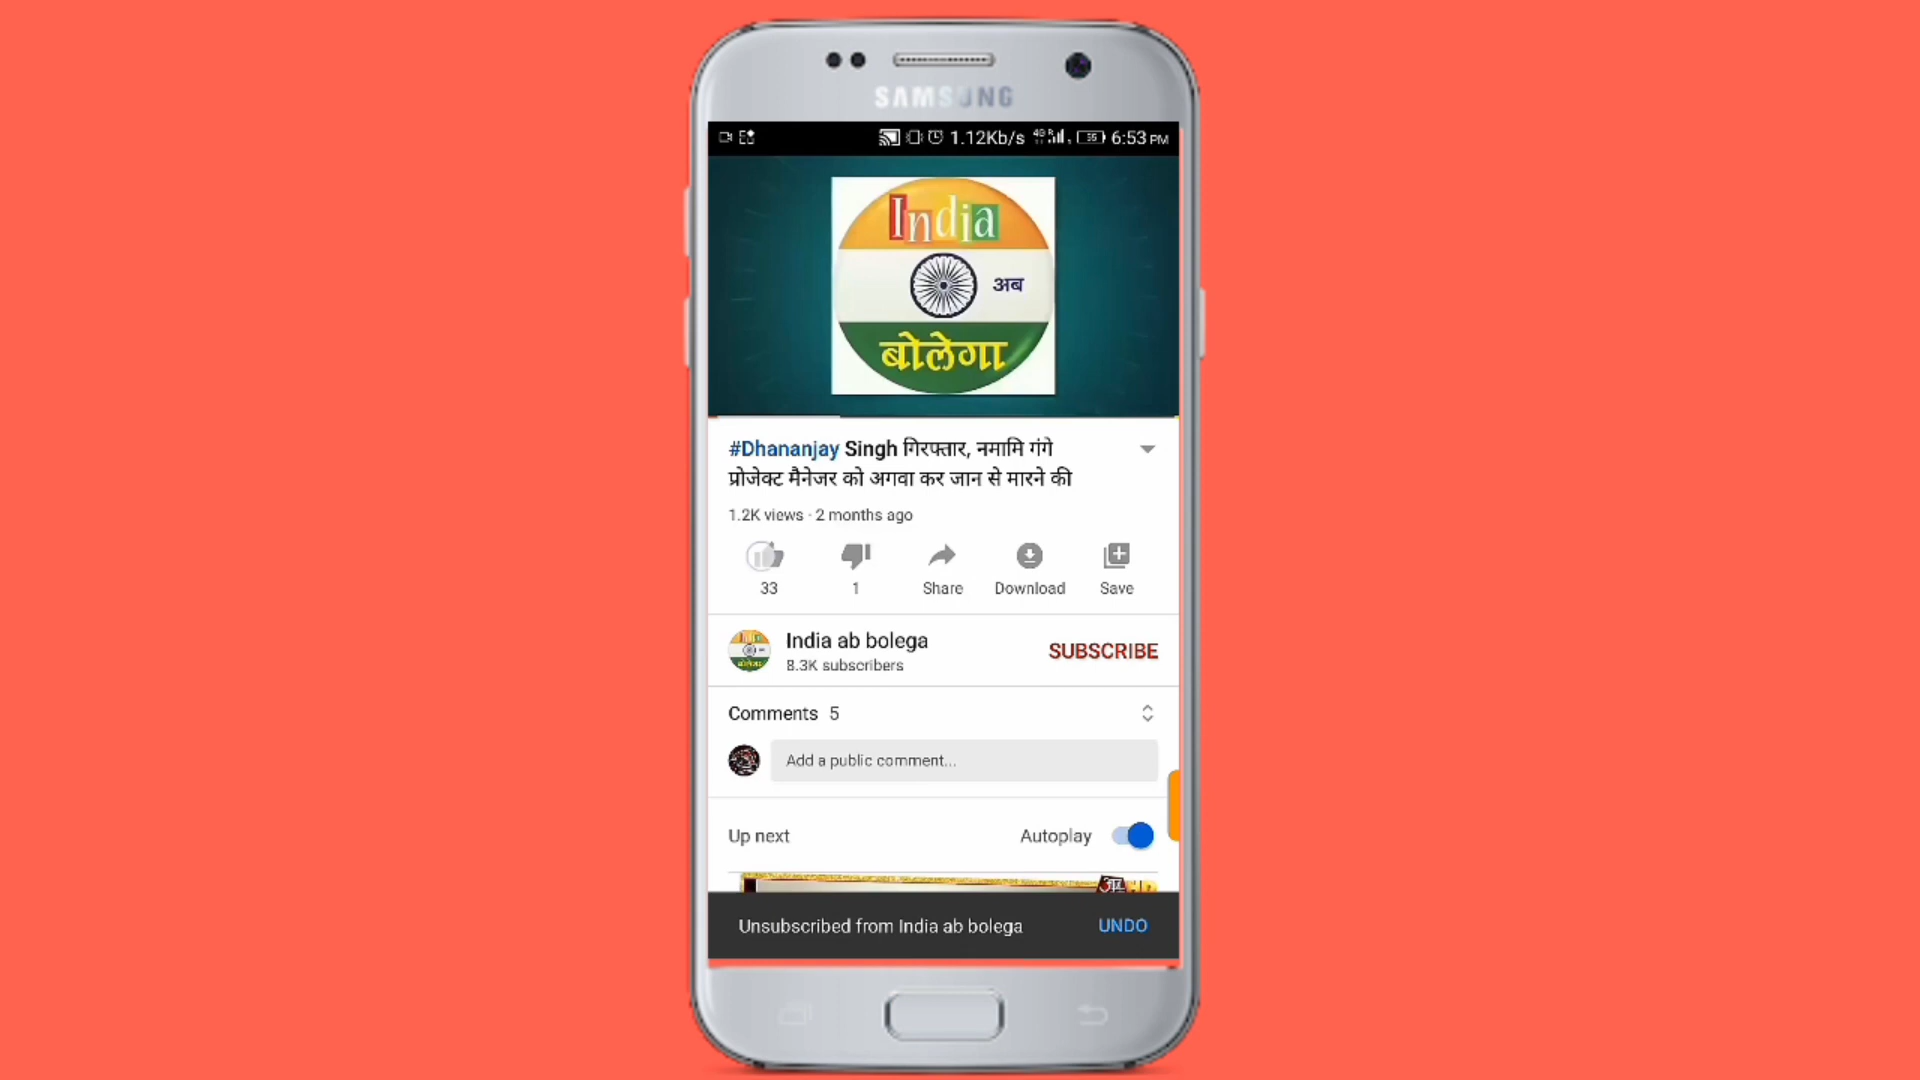 SAMSUNG
1.12Kb/s 4G R 55 6:53 PM
India
अब
बोलेगा
#Dhananjay Singh गिरफ्तार, नमामि गंगे
प्रोजेक्ट मैनेजर को अगवा कर जान से मारने की
1.2K views · 2 months ago
33 1 Share Download Save
India ab bolega SUBSCRIBE
8.3K subscribers
Comments 5
Add a public comment...
Up next Autoplay
Unsubscribed from India ab bolega UNDO